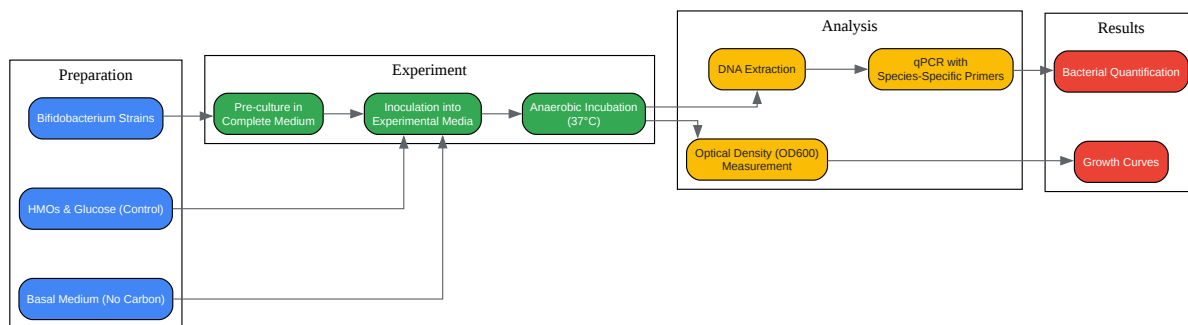 Preparation
Bifidobacterium Strains
HMOs & Glucose (Control)
Basal Medium (No Carbon)
Experiment
Pre-culture in
Complete Medium
Inoculation into
Experimental Media
Anaerobic Incubation
(37°C)
Analysis
DNA Extraction
qPCR with
Species-Specific Primers
Optical Density (OD600)
Measurement
Results
Bacterial Quantification
Growth Curves